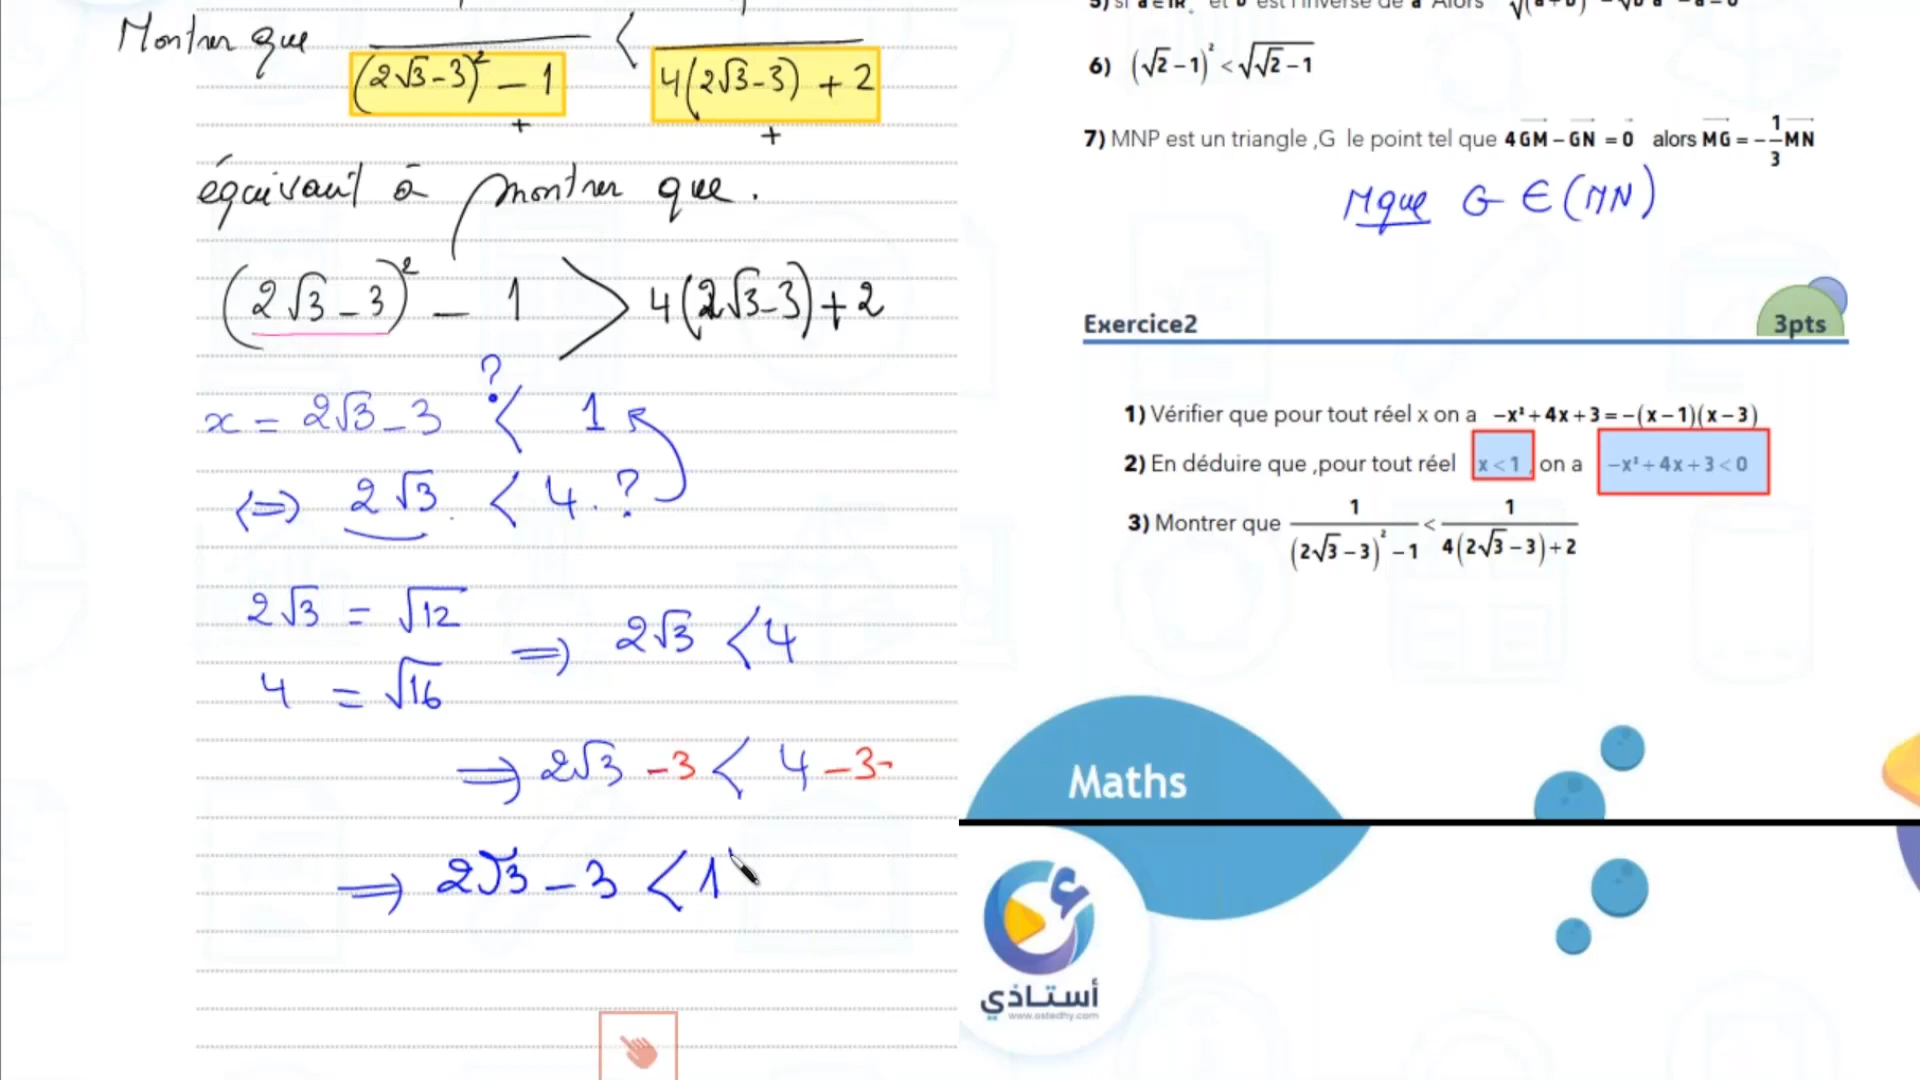 Montrer que (2√3-3)² - 1 < 4(2√3-3) + 2
+ +
équivaut à montrer que.
(2√3-3)² - 1 > 4(2√3-3)+2
?
x = 2√3-3 < 1
<=> 2√3 < 4. ?
2√3 = √12 => 2√3 < 4
4 = √16
=> 2√3 -3 < 4 -3
=> 2√3 - 3 < 1
6) (√2-1)² < √√2-1
7) MNP est un triangle ,G le point tel que 4GM - GN = 0 alors MG = -1/3 MN
Mque G ∈ (MN)
Exercice2 3pts
1) Vérifier que pour tout réel x on a -x²+4x+3=-(x-1)(x-3)
2) En déduire que ,pour tout réel x<1, on a -x²+4x+3<0
3) Montrer que 1/((2√3-3)²-1) < 1/(4(2√3-3)+2)
Maths
أستاذي
www.ostedhy.com